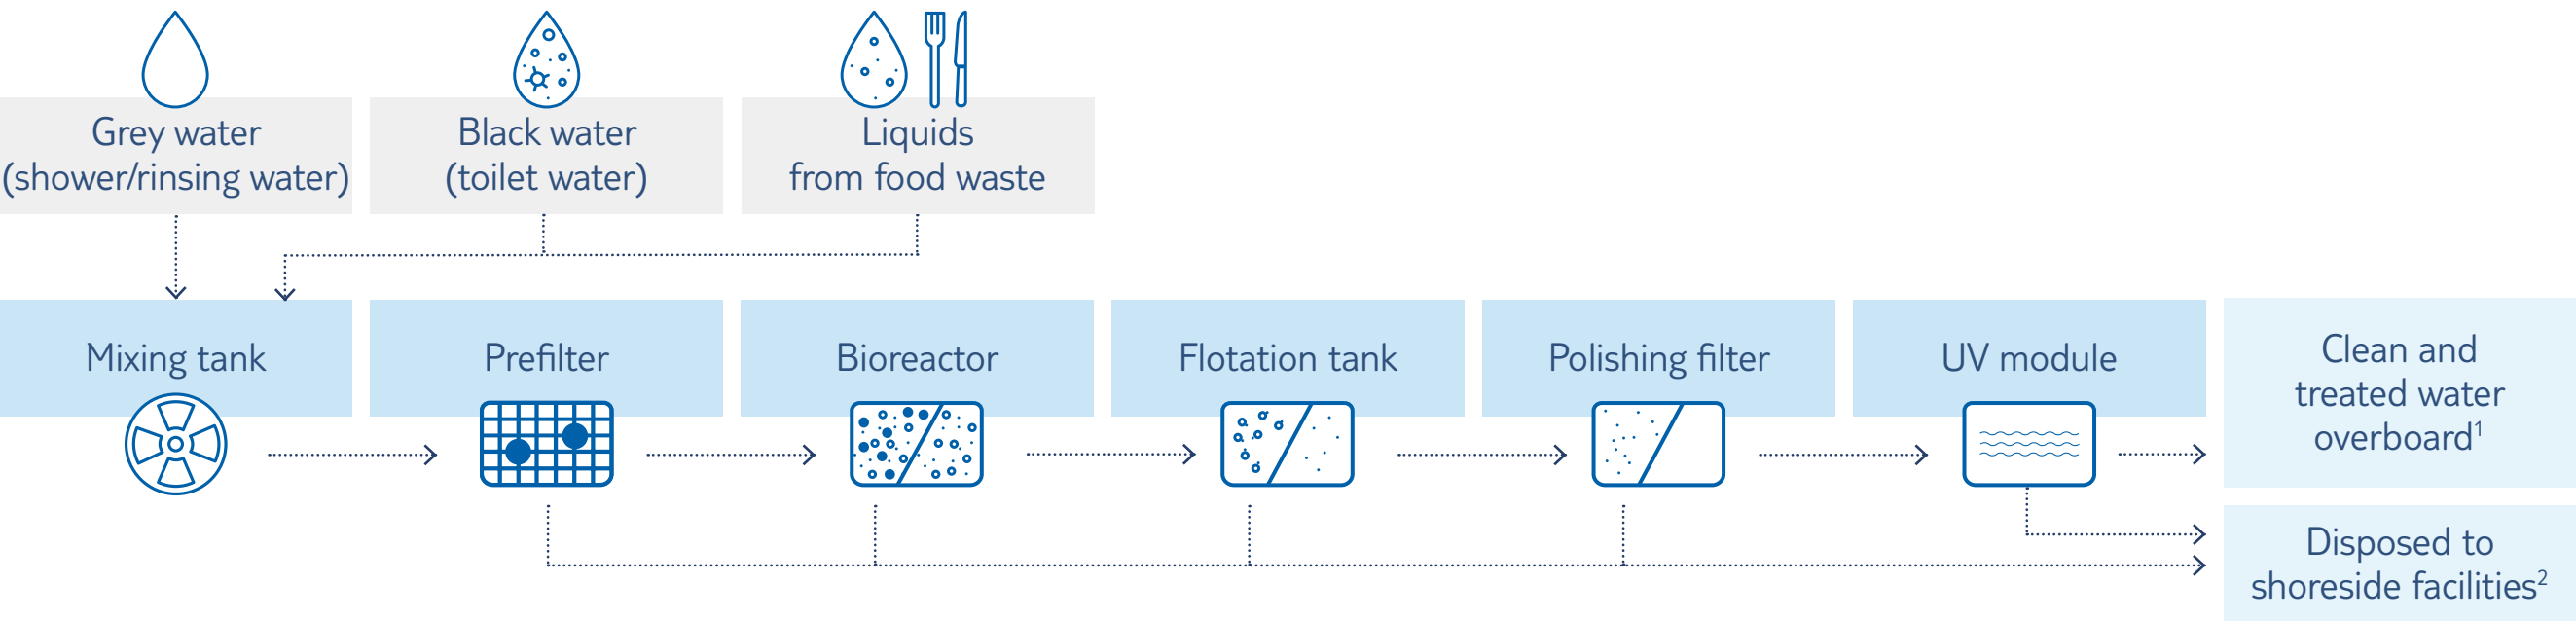 Grey water
(shower/rinsing water)
Black water
(toilet water)
Liquids
from food waste
Mixing tank
Prefilter
Bioreactor
Flotation tank
Polishing filter
UV module
Clean and
treated water
overboard¹
Disposed to
shoreside facilities²